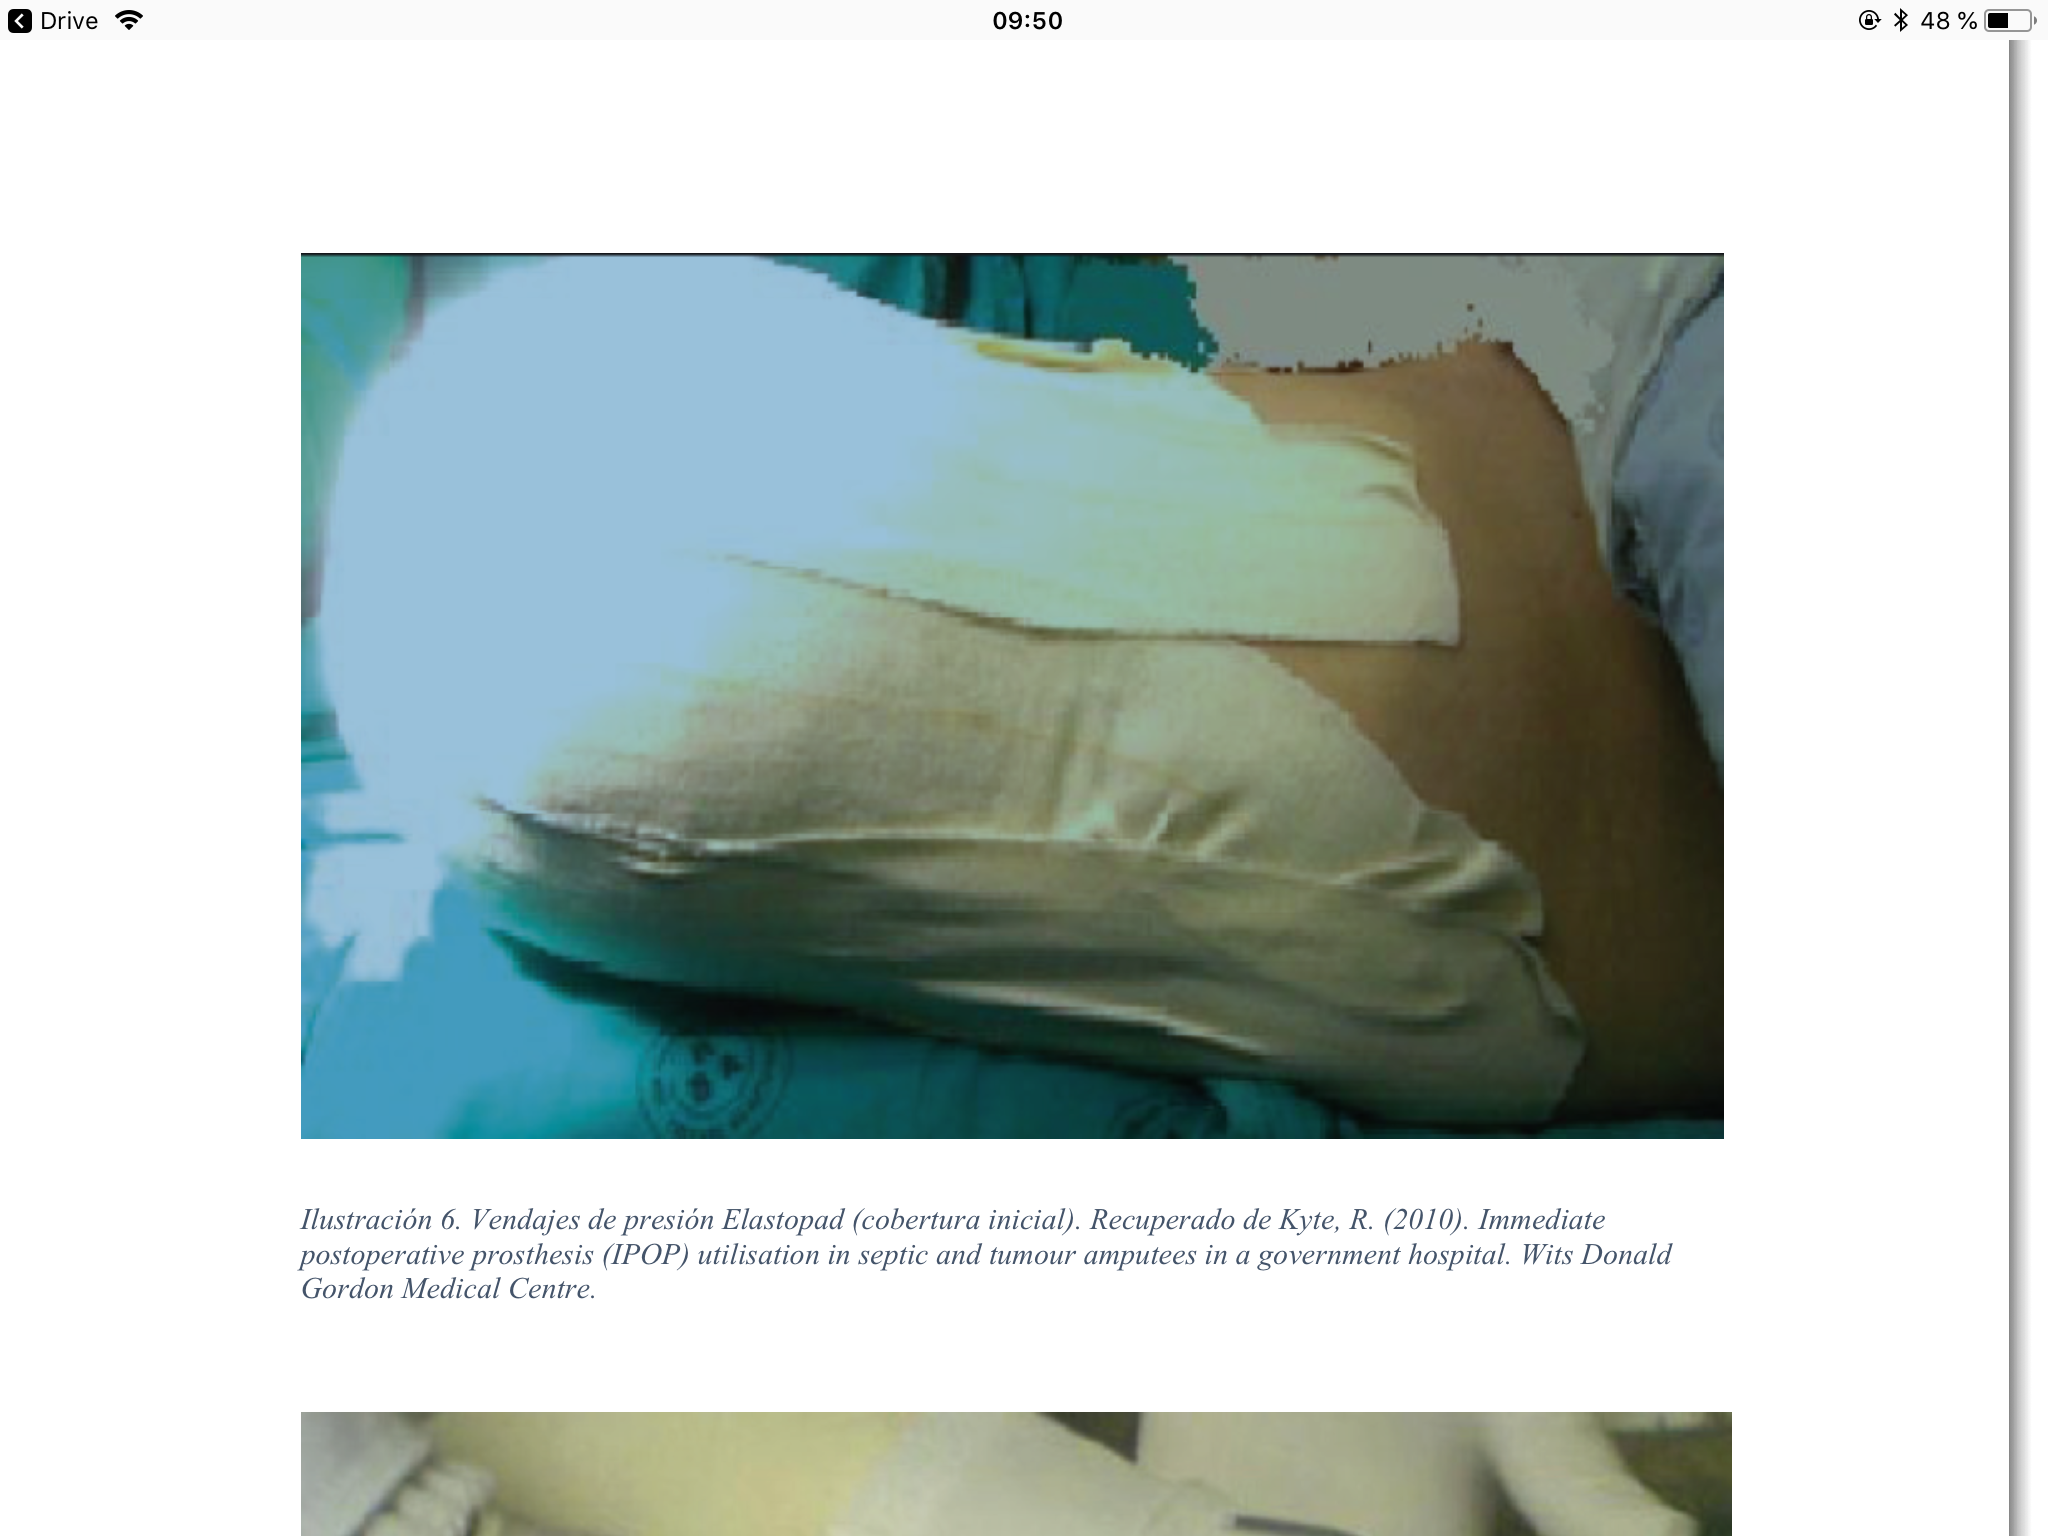 Drive
09:50
48 %
Ilustración 6. Vendajes de presión Elastopad (cobertura inicial). Recuperado de Kyte, R. (2010). Immediate
postoperative prosthesis (IPOP) utilisation in septic and tumour amputees in a government hospital. Wits Donald
Gordon Medical Centre.